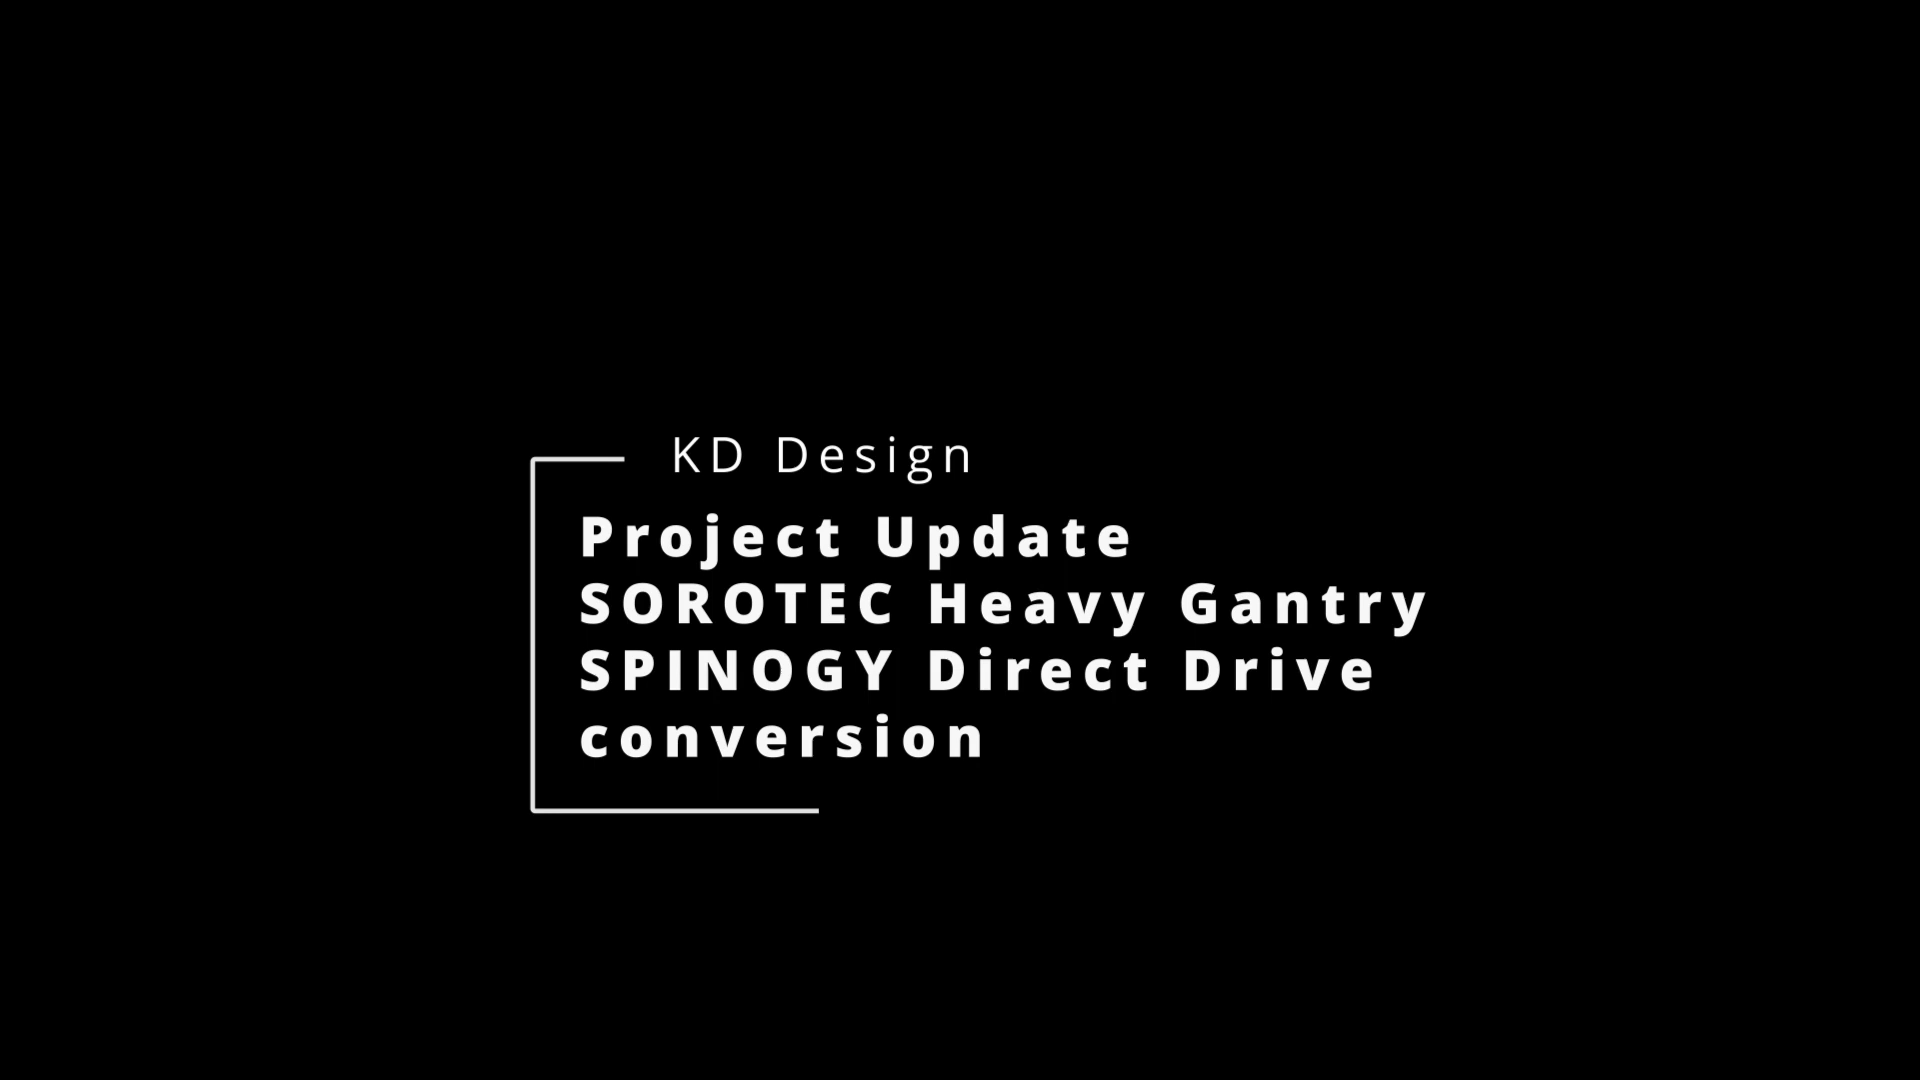 KD Design
Project Update
SOROTEC Heavy Gantry
SPINOGY Direct Drive
conversion